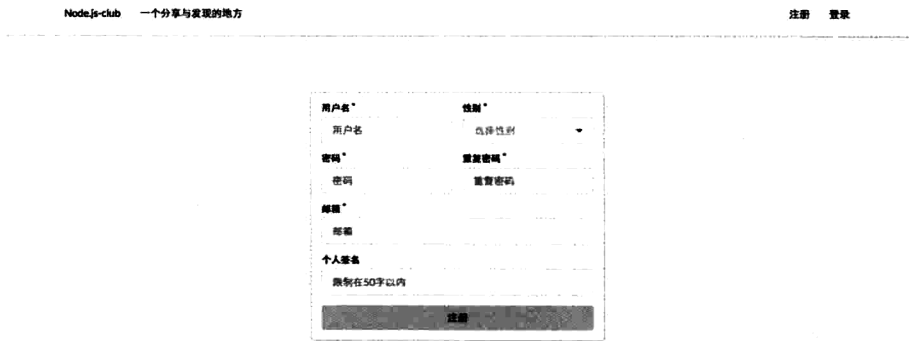 Node.js-club 一个分享与发现的地方 注册 登录
用户名* 性别*
用户名 选择性别
密码* 重复密码*
密码 重复密码
邮箱*
邮箱
个人签名
限制在50字以内
注册